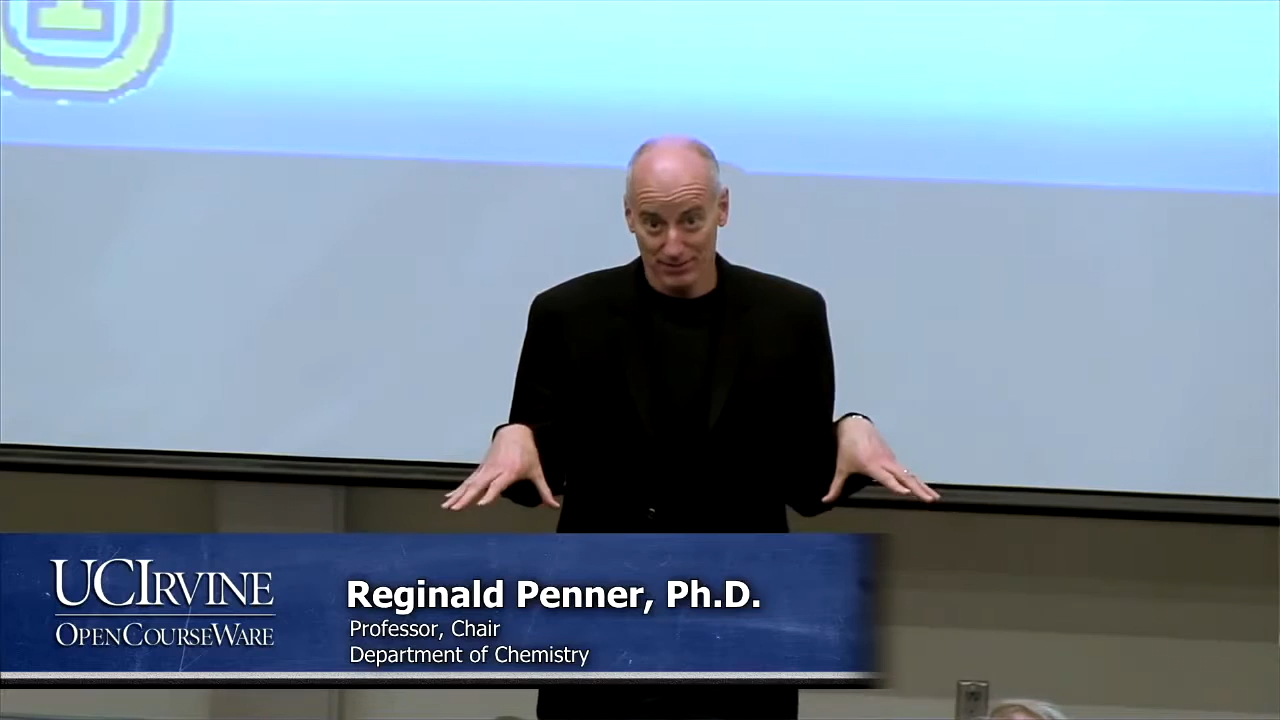 UCIRVINE
OPENCOURSEWARE
Reginald Penner, Ph.D.
Professor, Chair
Department of Chemistry